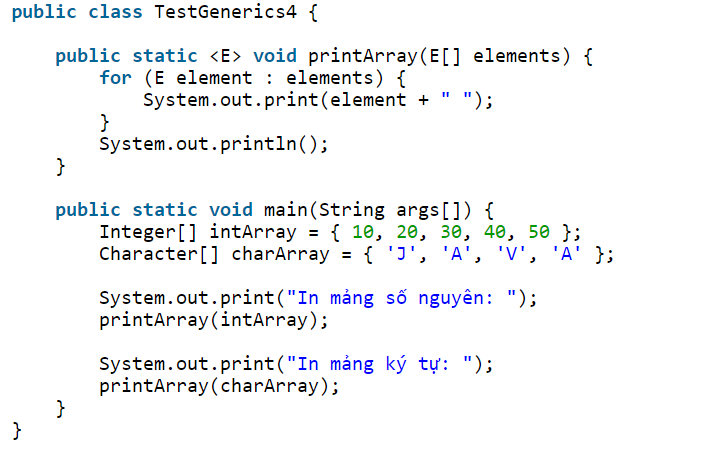 public class TestGenerics4 {
public static <E> void printArray(E[] elements) {
for (E element : elements) {
System.out.print(element + " ");
}
System.out.println();
}
public static void main(String args[]) {
Integer[] intArray = { 10, 20, 30, 40, 50 };
Character[] charArray = { 'J', 'A', 'V', 'A' };
System.out.print("In mảng số nguyên: ");
printArray(intArray);
System.out.print("In mảng ký tự: ");
printArray(charArray);
}
}